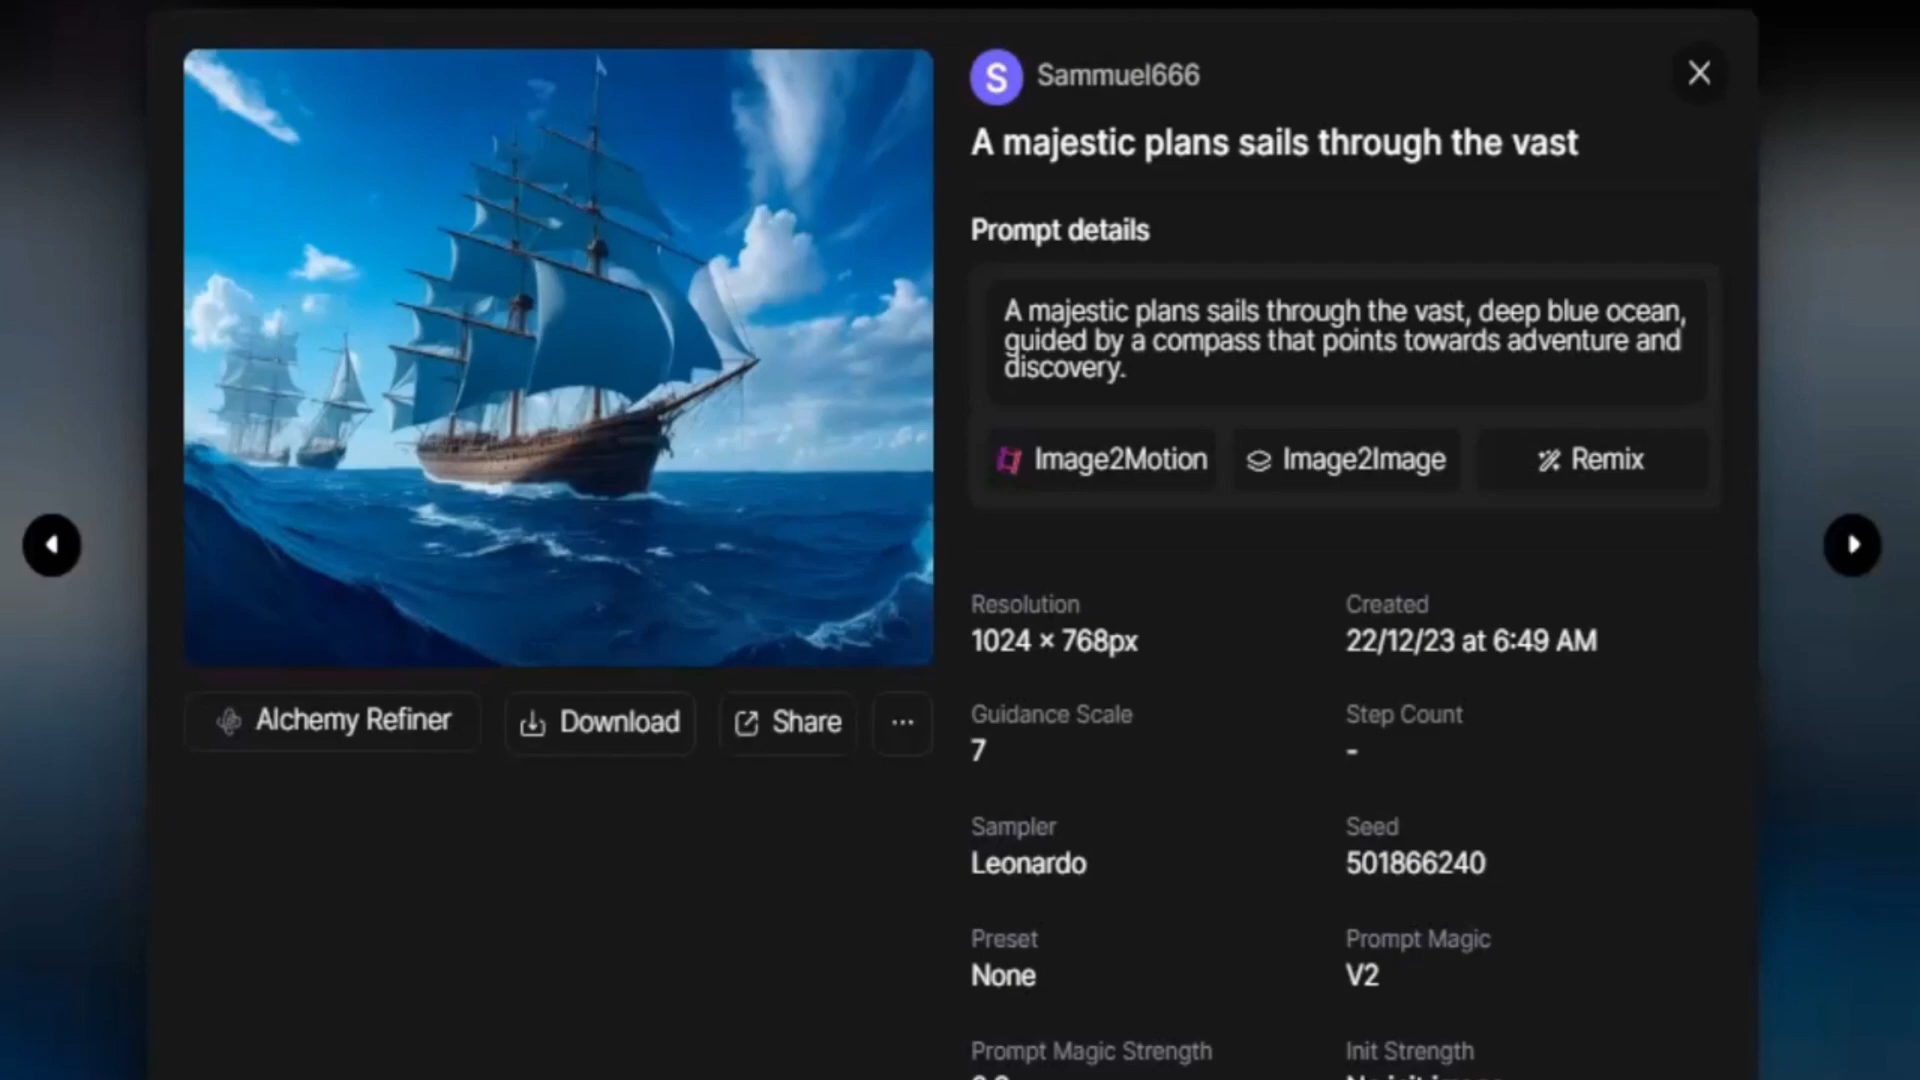 S Sammuel666
A majestic plans sails through the vast
Prompt details
A majestic plans sails through the vast, deep blue ocean,
guided by a compass that points towards adventure and
discovery.
Image2Motion Image2Image Remix
Alchemy Refiner Download Share ...
Resolution Created
1024 × 768px 22/12/23 at 6:49 AM
Guidance Scale Step Count
7 -
Sampler Seed
Leonardo 501866240
Preset Prompt Magic
None V2
Prompt Magic Strength Init Strength